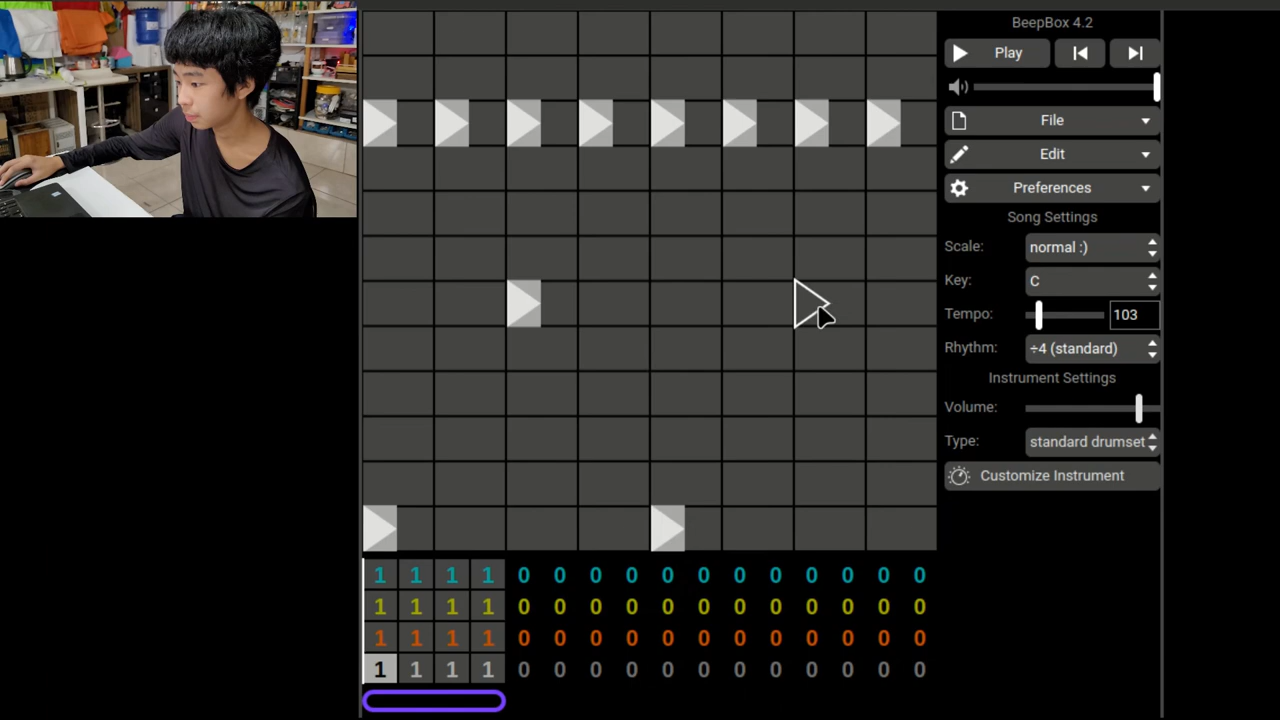 BeepBox 4.2
Play
File
Edit
Preferences
Song Settings
Scale: normal :)
Key: C
Tempo: 103
Rhythm: ÷4 (standard)
Instrument Settings
Volume:
Type: standard drumset
Customize Instrument
1 1 1 1 0 0 0 0 0 0 0 0 0 0 0 0
1 1 1 1 0 0 0 0 0 0 0 0 0 0 0 0
1 1 1 1 0 0 0 0 0 0 0 0 0 0 0 0
1 1 1 1 0 0 0 0 0 0 0 0 0 0 0 0